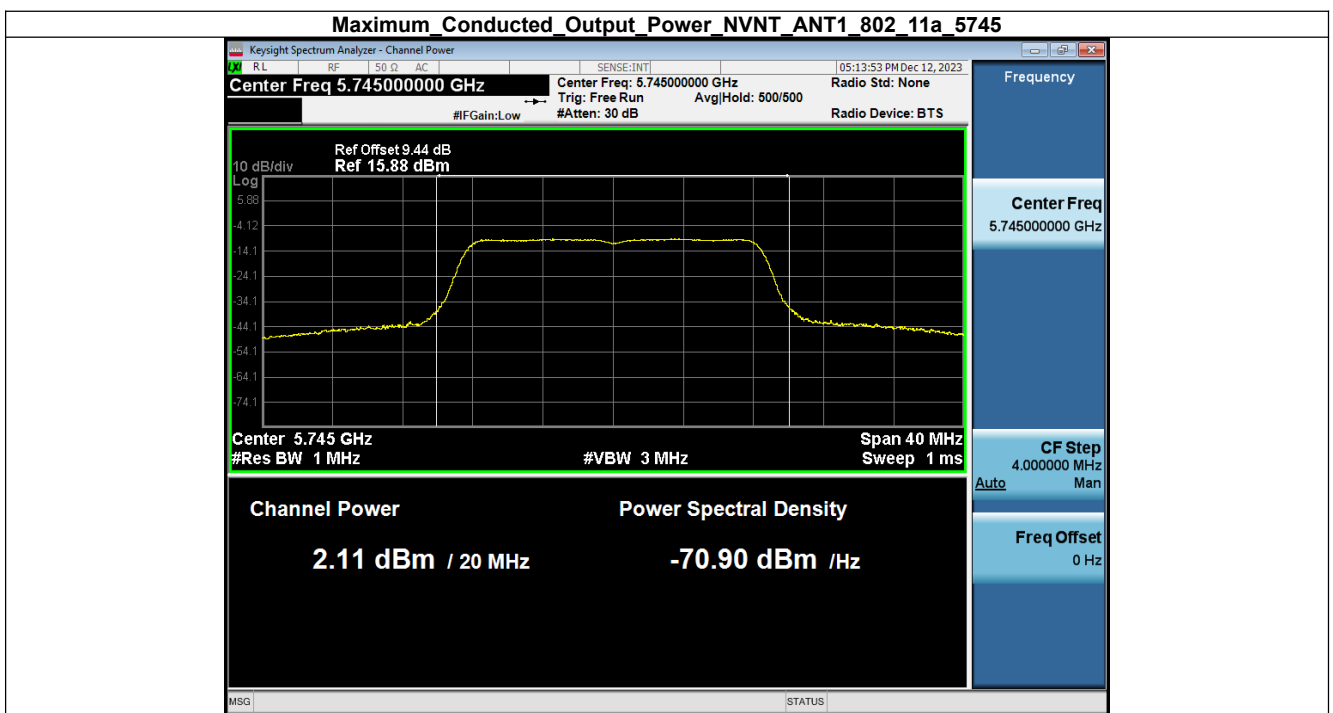 Maximum_Conducted_Output_Power_NVNT_ANT1_802_11a_5745
Keysight Spectrum Analyzer - Channel Power
LXI RL RF 50 Ω AC SENSE:INT 05:13:53 PM Dec 12, 2023
Center Freq 5.745000000 GHz
Center Freq: 5.745000000 GHz Radio Std: None
Trig: Free Run Avg|Hold: 500/500
#IFGain:Low #Atten: 30 dB Radio Device: BTS
Frequency
Ref Offset 9.44 dB
10 dB/div Ref 15.88 dBm
Log
5.88
-4.12
-14.1
-24.1
-34.1
-44.1
-54.1
-64.1
-74.1
Center 5.745 GHz Span 40 MHz
#Res BW 1 MHz #VBW 3 MHz Sweep 1 ms
Center Freq
5.745000000 GHz
CF Step
4.000000 MHz
Auto Man
Freq Offset
0 Hz
Channel Power Power Spectral Density
2.11 dBm / 20 MHz -70.90 dBm /Hz
MSG STATUS